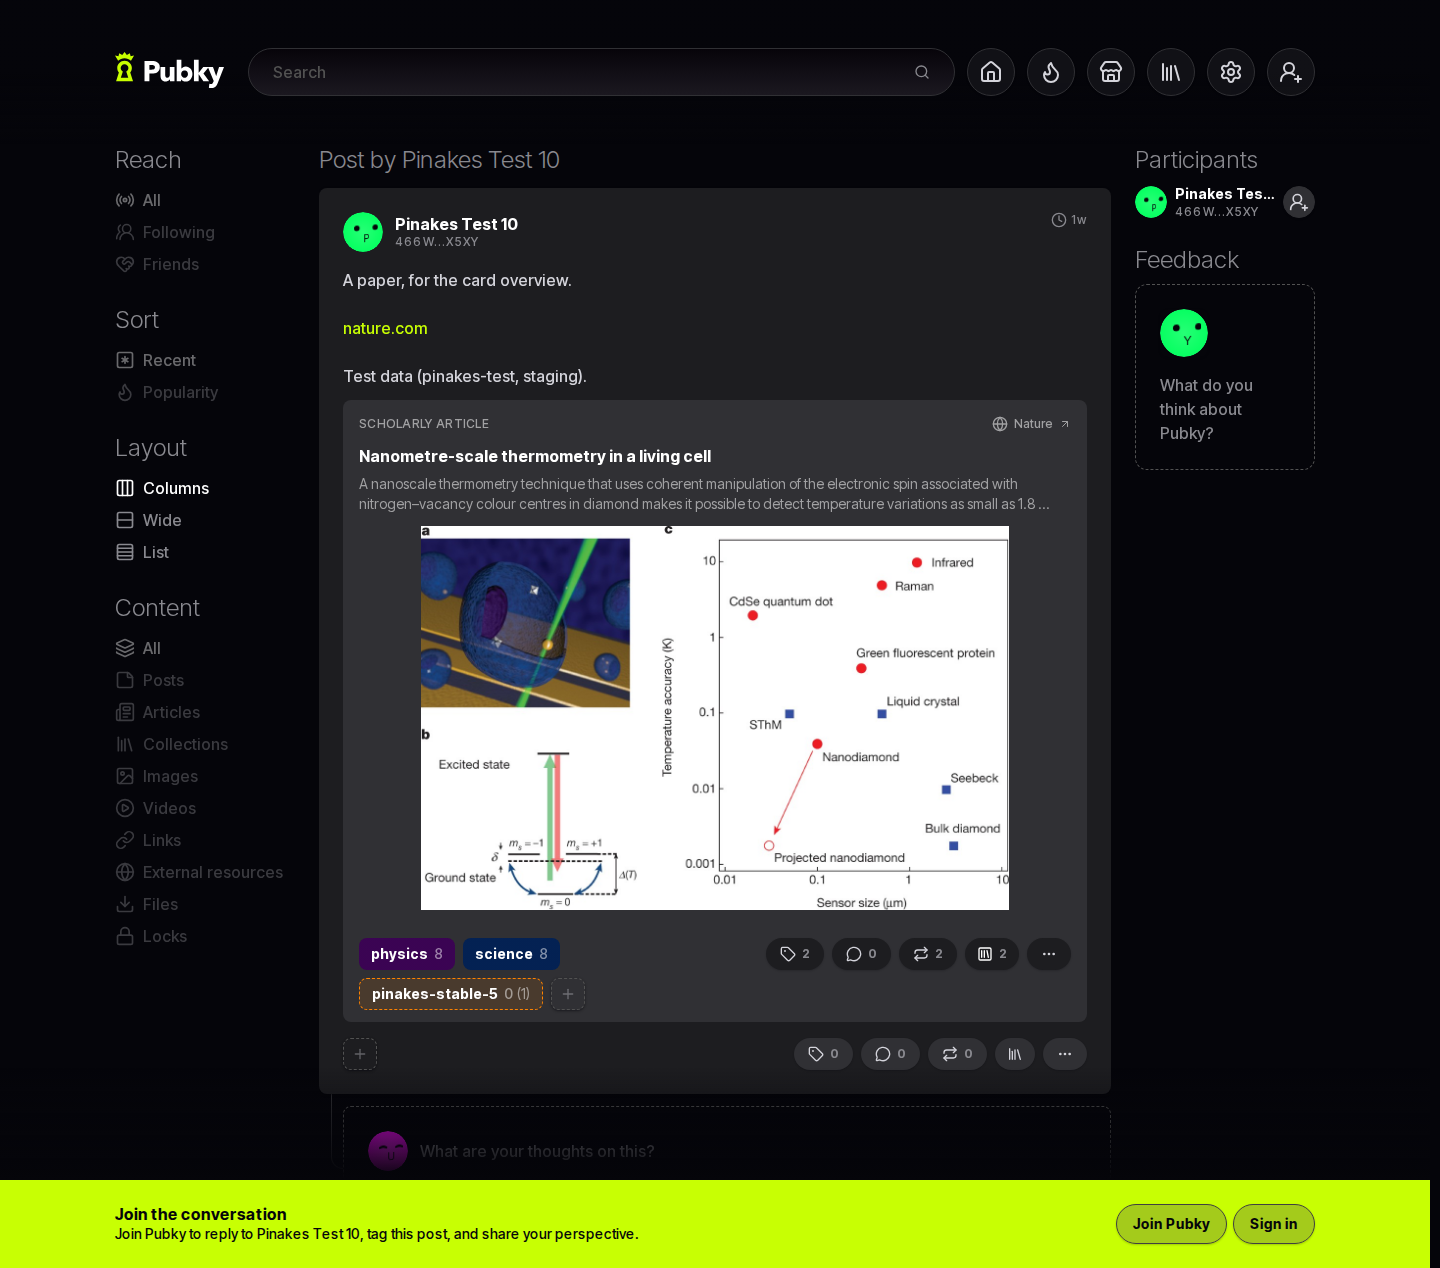 Pubky
Search
Reach
All
Following
Friends
Sort
Recent
Popularity
Layout
Columns
Wide
List
Content
All
Posts
Articles
Collections
Images
Videos
Links
External resources
Files
Locks
Post by Pinakes Test 10
P
Pinakes Test 10
466W...X5XY
1w
A paper, for the card overview.
nature.com
Test data (pinakes-test, staging).
SCHOLARLY ARTICLE
Nature
Nanometre-scale thermometry in a living cell
A nanoscale thermometry technique that uses coherent manipulation of the electronic spin associated with
nitrogen–vacancy colour centres in diamond makes it possible to detect temperature variations as small as 1.8 ...
a
b
Excited state
δ
mₛ = −1
mₛ = +1
Δ(T)
Ground state
mₛ = 0
c
Temperature accuracy (K)
10
1
0.1
0.01
0.001
Infrared
Raman
CdSe quantum dot
Green fluorescent protein
Liquid crystal
SThM
Nanodiamond
Seebeck
Bulk diamond
Projected nanodiamond
0.01
0.1
1
10
Sensor size (μm)
physics 8
science 8
2
0
2
2
pinakes-stable-5 0 (1)
0
0
0
U
What are your thoughts on this?
Participants
P
Pinakes Tes...
466W...X5XY
Feedback
Y
What do you
think about
Pubky?
Join the conversation
Join Pubky to reply to Pinakes Test 10, tag this post, and share your perspective.
Join Pubky
Sign in